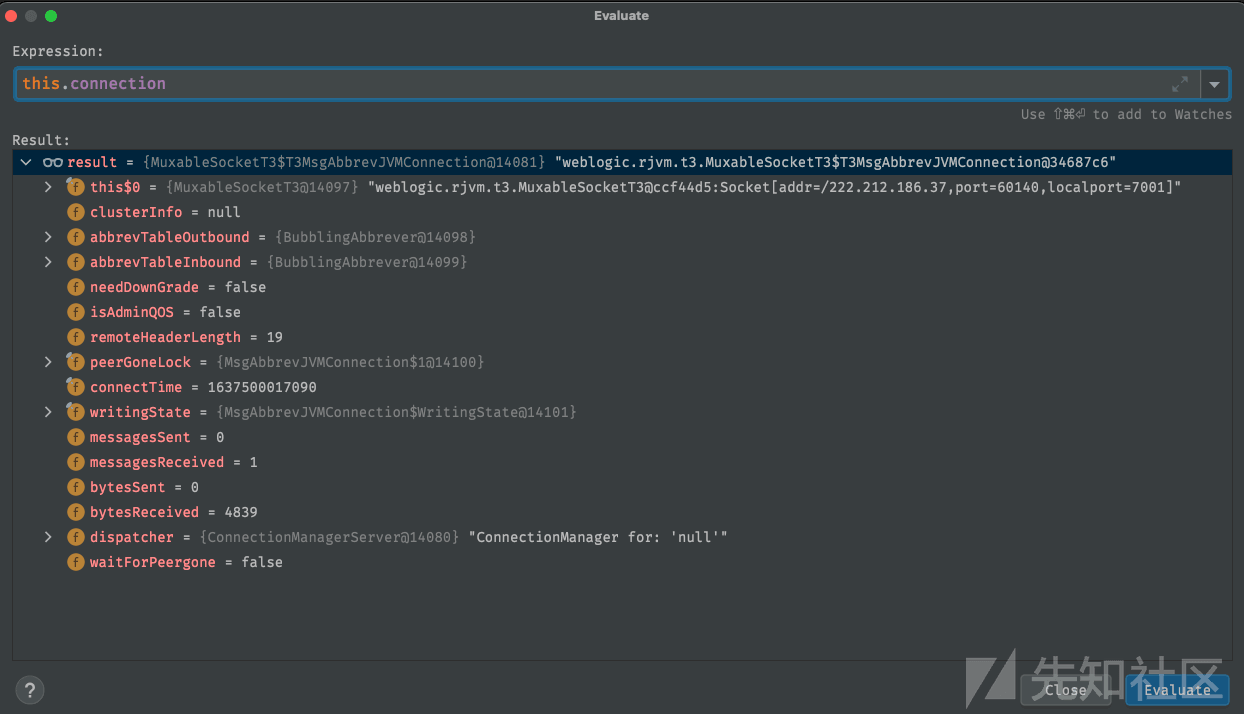 Evaluate
Expression:
this.connection
Use ⇧⌘⏎ to add to Watches
Result:
result = {MuxableSocketT3$T3MsgAbbrevJVMConnection@14081} "weblogic.rjvm.t3.MuxableSocketT3$T3MsgAbbrevJVMConnection@34687c6"
f this$0 = {MuxableSocketT3@14097} "weblogic.rjvm.t3.MuxableSocketT3@ccf44d5:Socket[addr=/222.212.186.37,port=60140,localport=7001]"
f clusterInfo = null
f abbrevTableOutbound = {BubblingAbbrever@14098}
f abbrevTableInbound = {BubblingAbbrever@14099}
f needDownGrade = false
f isAdminQOS = false
f remoteHeaderLength = 19
f peerGoneLock = {MsgAbbrevJVMConnection$1@14100}
f connectTime = 1637500017090
f writingState = {MsgAbbrevJVMConnection$WritingState@14101}
f messagesSent = 0
f messagesReceived = 1
f bytesSent = 0
f bytesReceived = 4839
f dispatcher = {ConnectionManagerServer@14080} "ConnectionManager for: 'null'"
f waitForPeergone = false
? Close Evaluate
先知社区